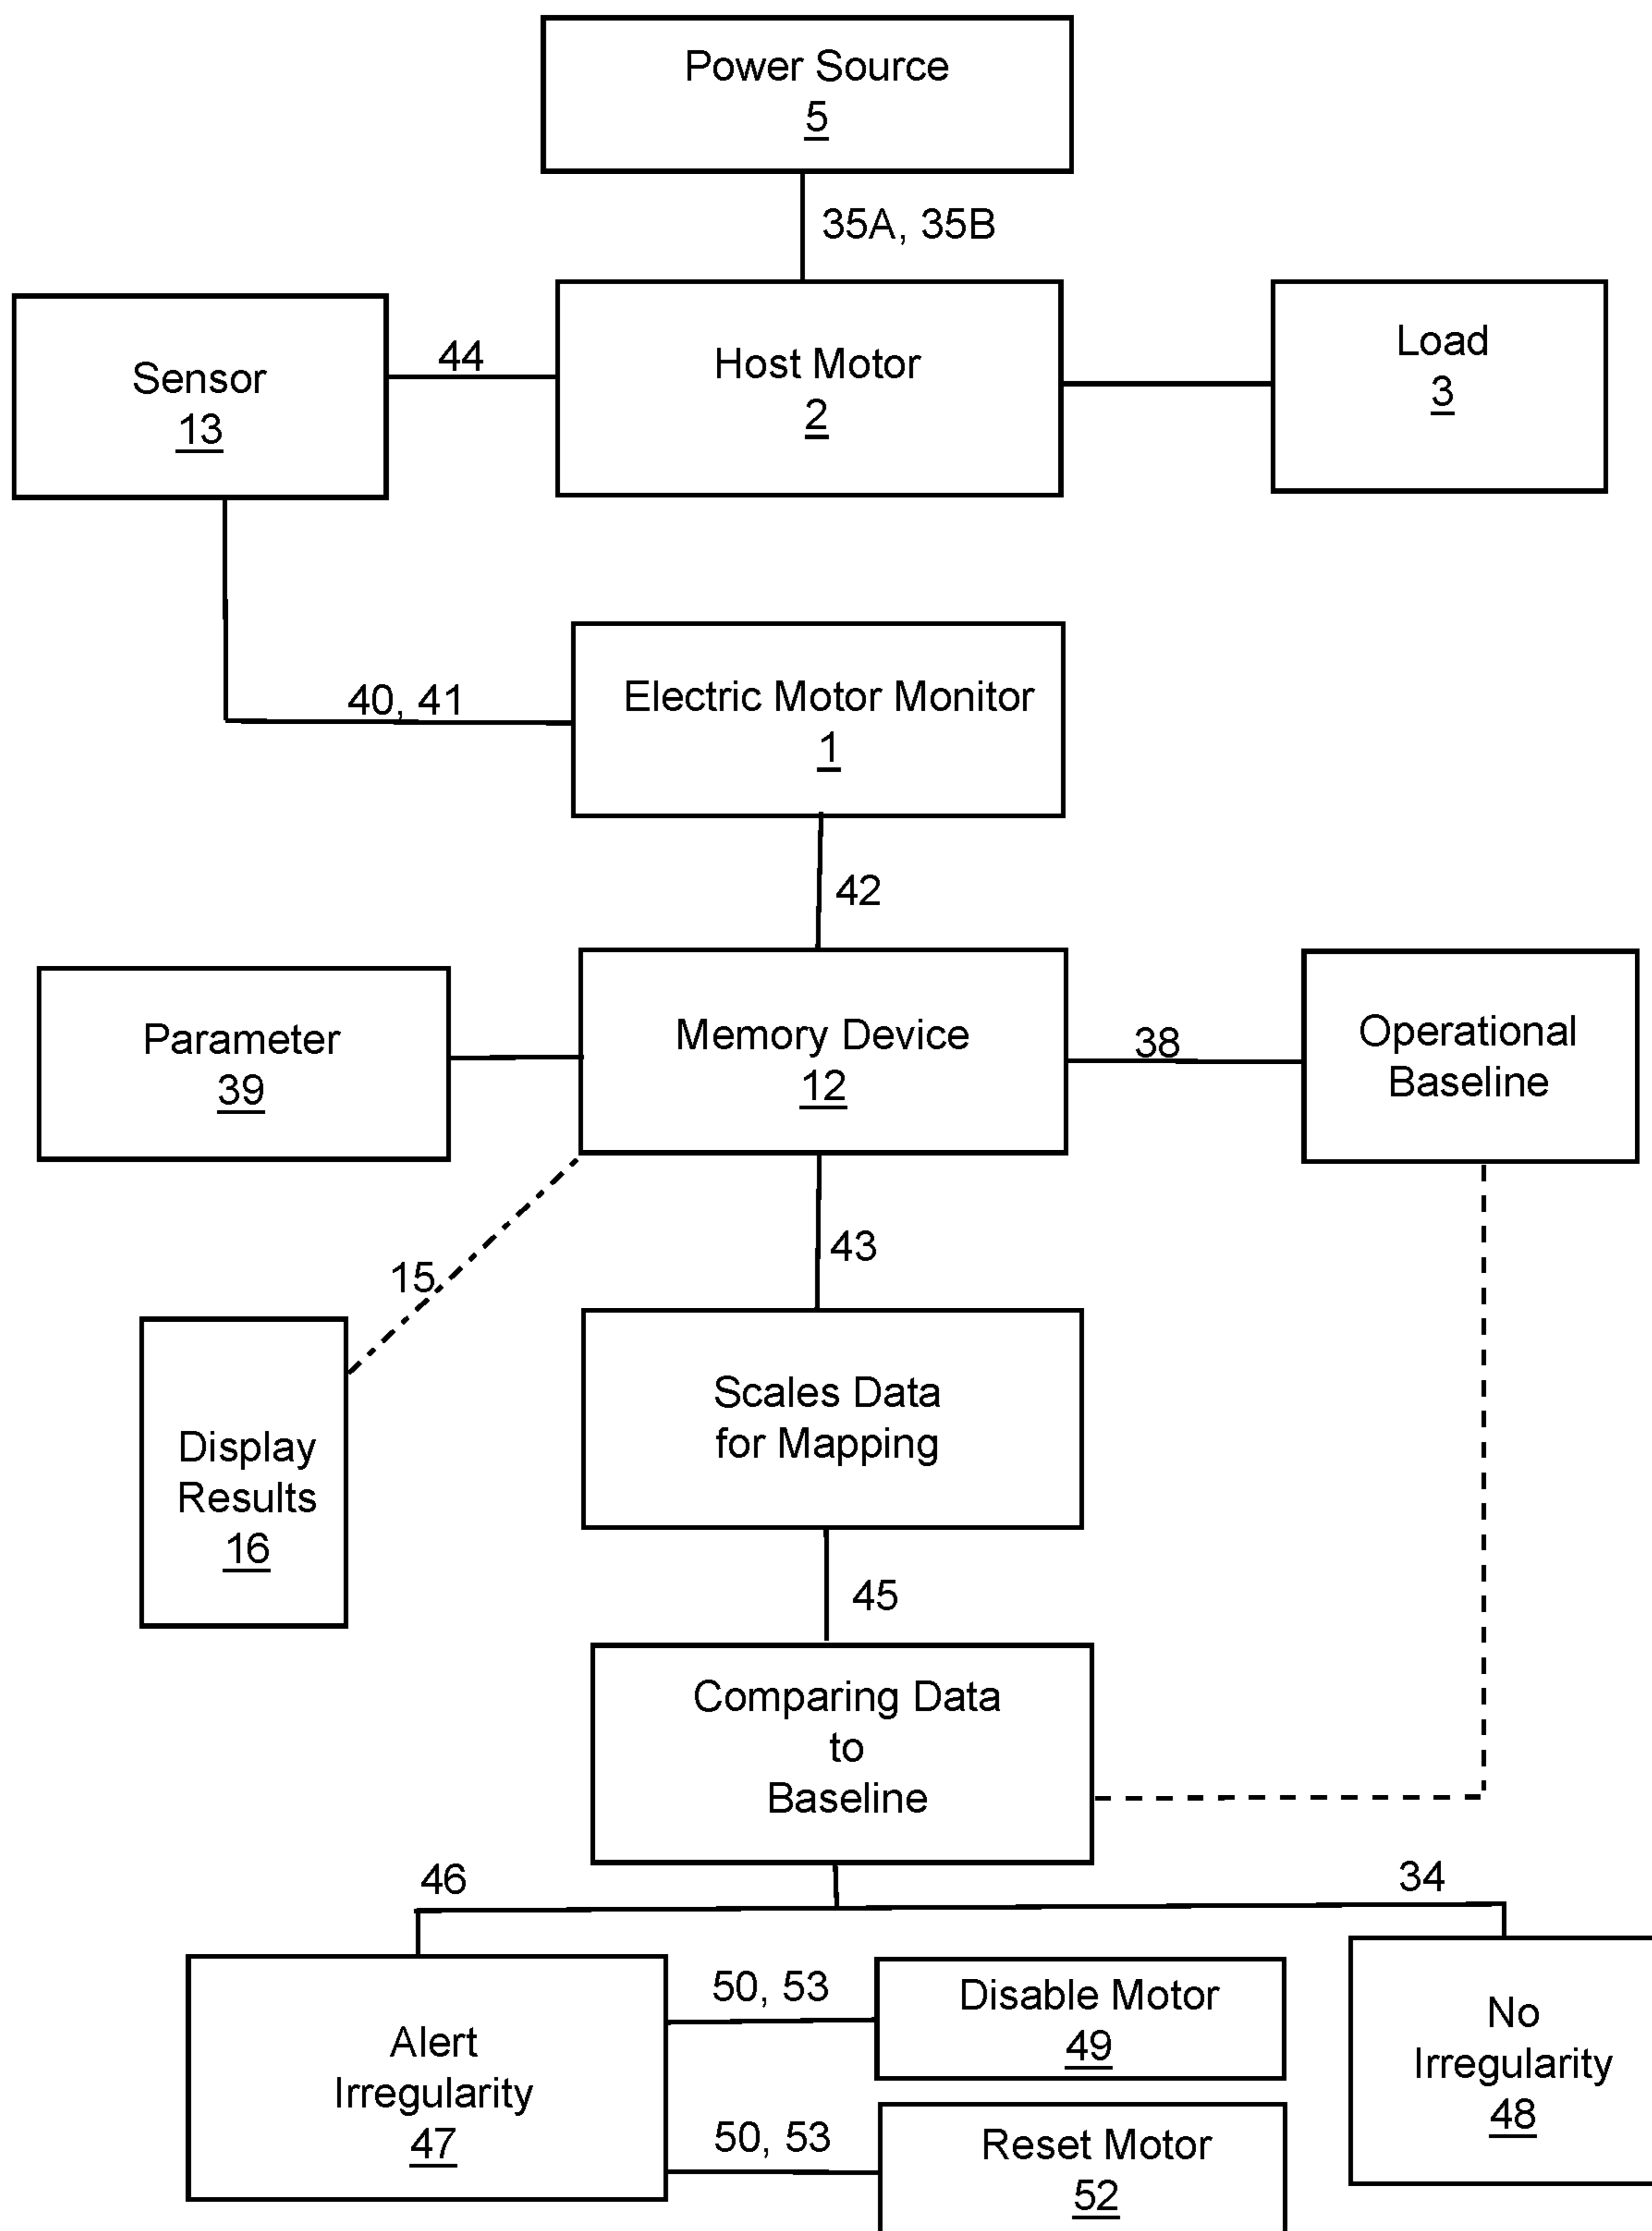 Power Source
5
35A, 35B
Sensor
13
44
Host Motor
2
Load
3
40, 41
Electric Motor Monitor
1
42
Parameter
39
Memory Device
12
38
Operational
Baseline
15
43
Display
Results
16
Scales Data
for Mapping
45
Comparing Data
to
Baseline
46
34
Alert
Irregularity
47
50, 53
Disable Motor
49
50, 53
Reset Motor
52
No
Irregularity
48